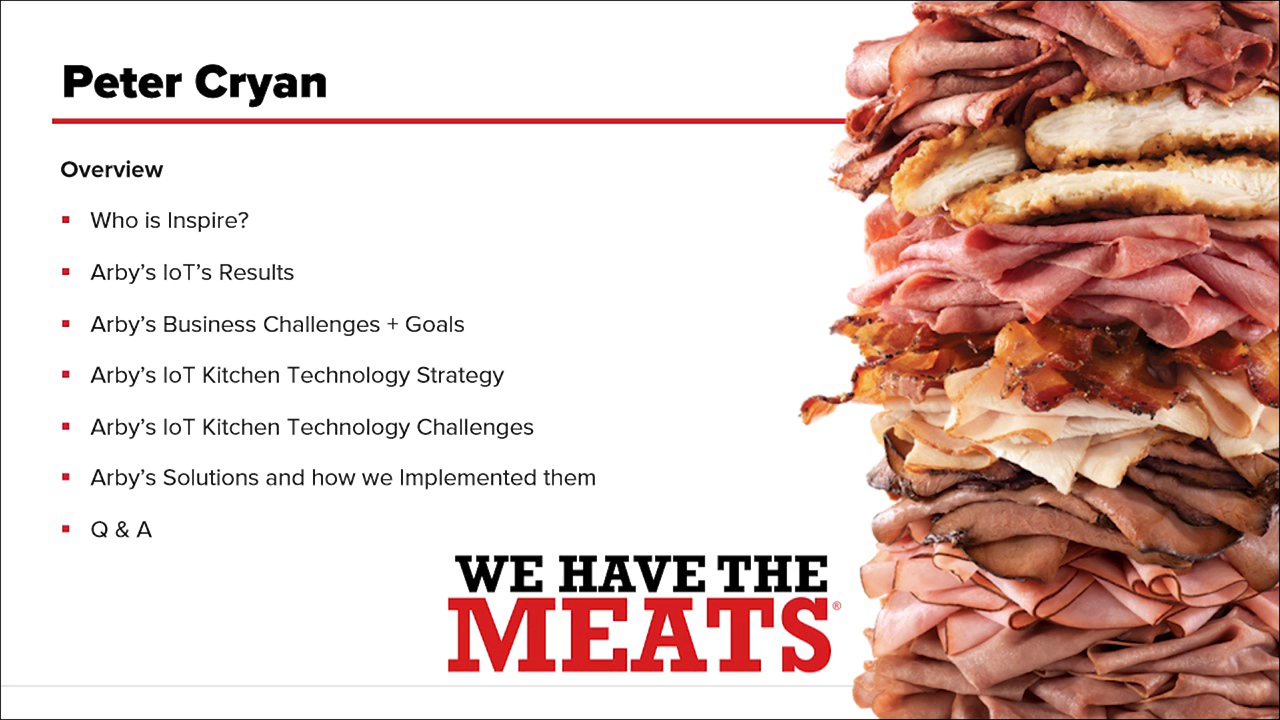 Peter Cryan
Overview
Who is Inspire?
Arby’s IoT’s Results
Arby’s Business Challenges + Goals
Arby’s IoT Kitchen Technology Strategy
Arby’s IoT Kitchen Technology Challenges
Arby’s Solutions and how we Implemented them
Q & A
WE HAVE THE
MEATS®